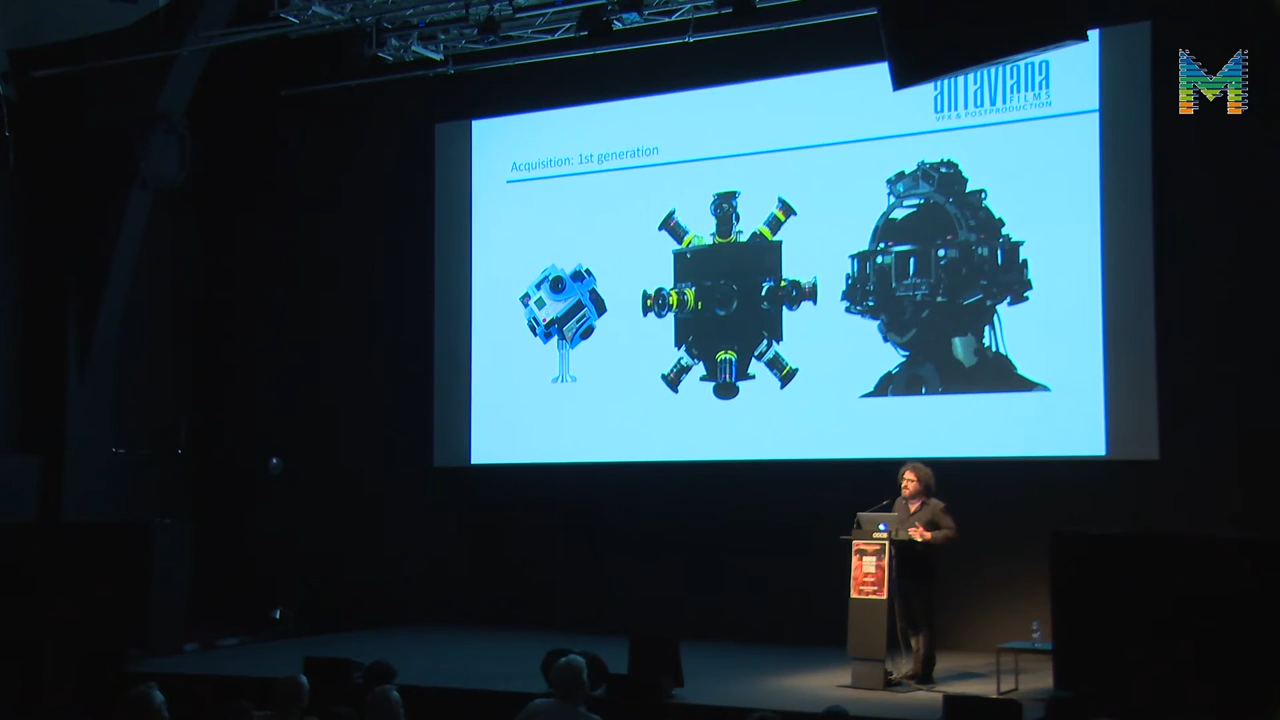 antaviana
FILMS
VFX & POSTPRODUCTION
Acquisition: 1st generation
M